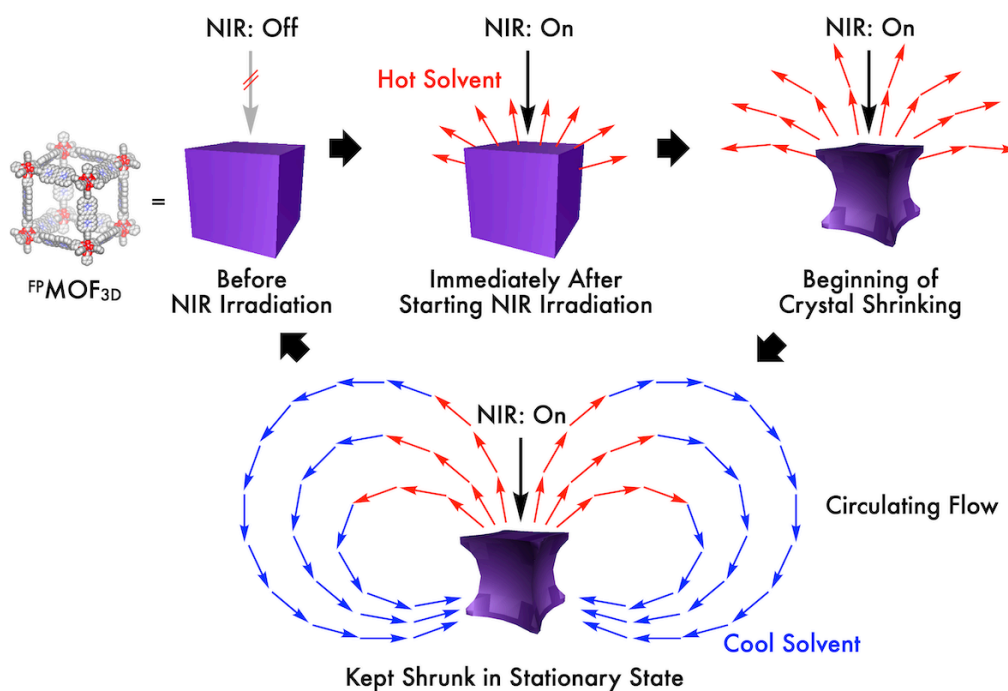 NIR: Off
NIR: On
NIR: On
Hot Solvent
=
FPMOF3D
Before
NIR Irradiation
Immediately After
Starting NIR Irradiation
Beginning of
Crystal Shrinking
NIR: On
Circulating Flow
Cool Solvent
Kept Shrunk in Stationary State